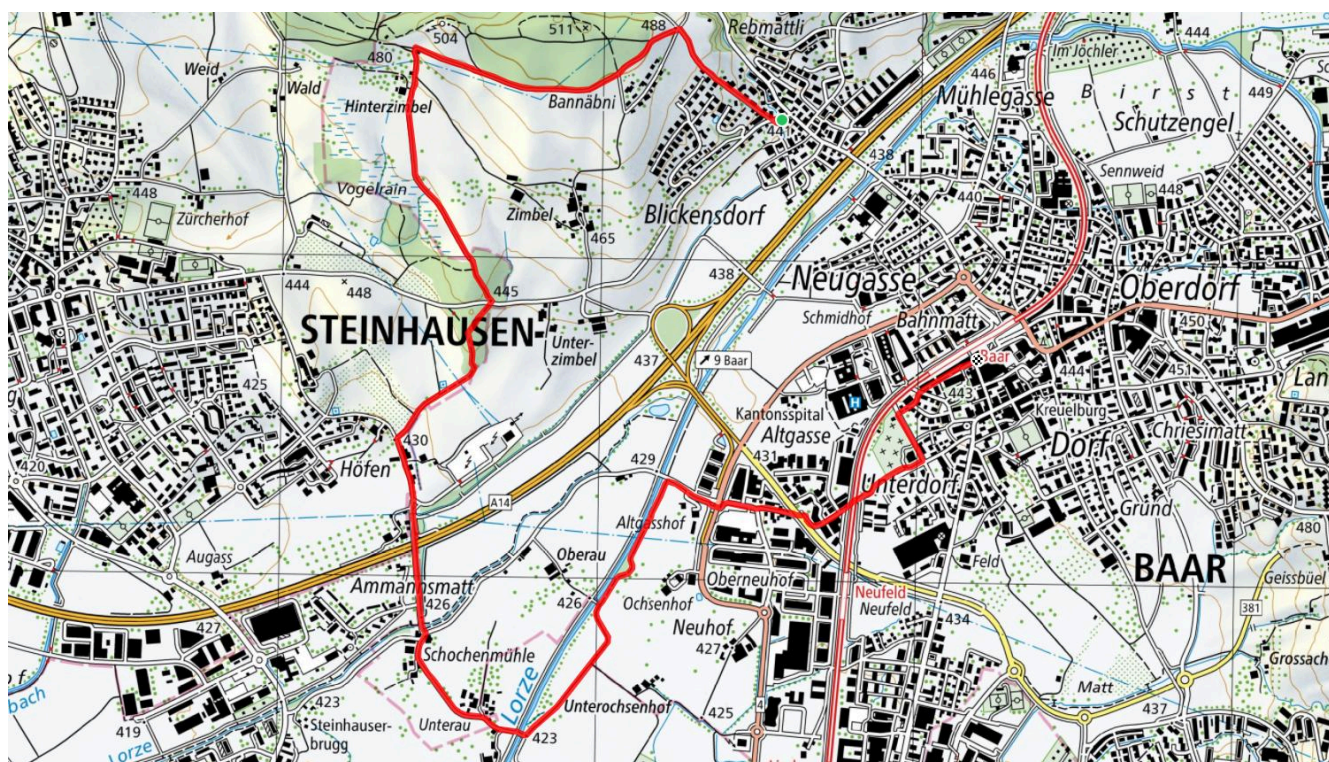 504
511
488
Rebmättli
444
Im Jöchler
480
Weid
Wald
Hinterzimbel
Bannäbni
446
Mühlegasse
Birst
449
441
Schutzengel
438
448
Vogelrain
Zürcherhof
Zimbel
465
Blickensdorf
Sennweid
448
440
438
444
448
445
Neugasse
Oberdorf
STEINHAUSEN
Schmidhof
Bahnmatt
450
Unter-
zimbel
437
9 Baar
Baar
444
451
Lan
425
H
443
Kreuelburg
Kantonsspital
Altgasse
Dorf
Chriesimatt
430
431
420
Höfen
429
Unterdorf
A14
Grund
Altgasshof
480
Augass
Oberau
Feld
BAAR
Ammannsmatt
Oberneuhof
Geissbüel
426
426
Ochsenhof
Neufeld
Neufeld
381
427
Neuhof
434
427
Schochenmühle
Grossach
Lorze
Matt
bach
423
Unterau
Unterochsenhof
425
4
437
419
Steinhauser-
brugg
423
Lorze